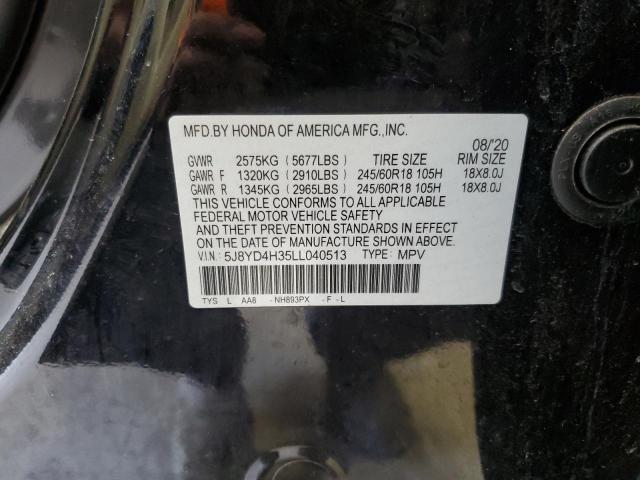 MFD.BY HONDA OF AMERICA MFG.,INC.
08/'20
GVWR 2575KG ( 5677LBS ) TIRE SIZE RIM SIZE
GAWR F 1320KG ( 2910LBS ) 245/60R18 105H 18X8.0J
GAWR R 1345KG ( 2965LBS ) 245/60R18 105H 18X8.0J
THIS VEHICLE CONFORMS TO ALL APPLICABLE
FEDERAL MOTOR VEHICLE SAFETY
AND THEFT PREVENTION STANDARDS IN EFFECT
ON THE DATE OF MANUFACTURE SHOWN ABOVE.
V.I.N: 5J8YD4H35LL040513 TYPE: MPV
TYS L AA8 - NH893PX - F - L